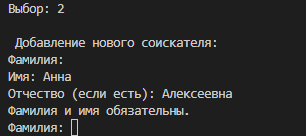 Выбор: 2
Добавление нового соискателя:
Фамилия:
Имя: Анна
Отчество (если есть): Алексеевна
Фамилия и имя обязательны.
Фамилия: